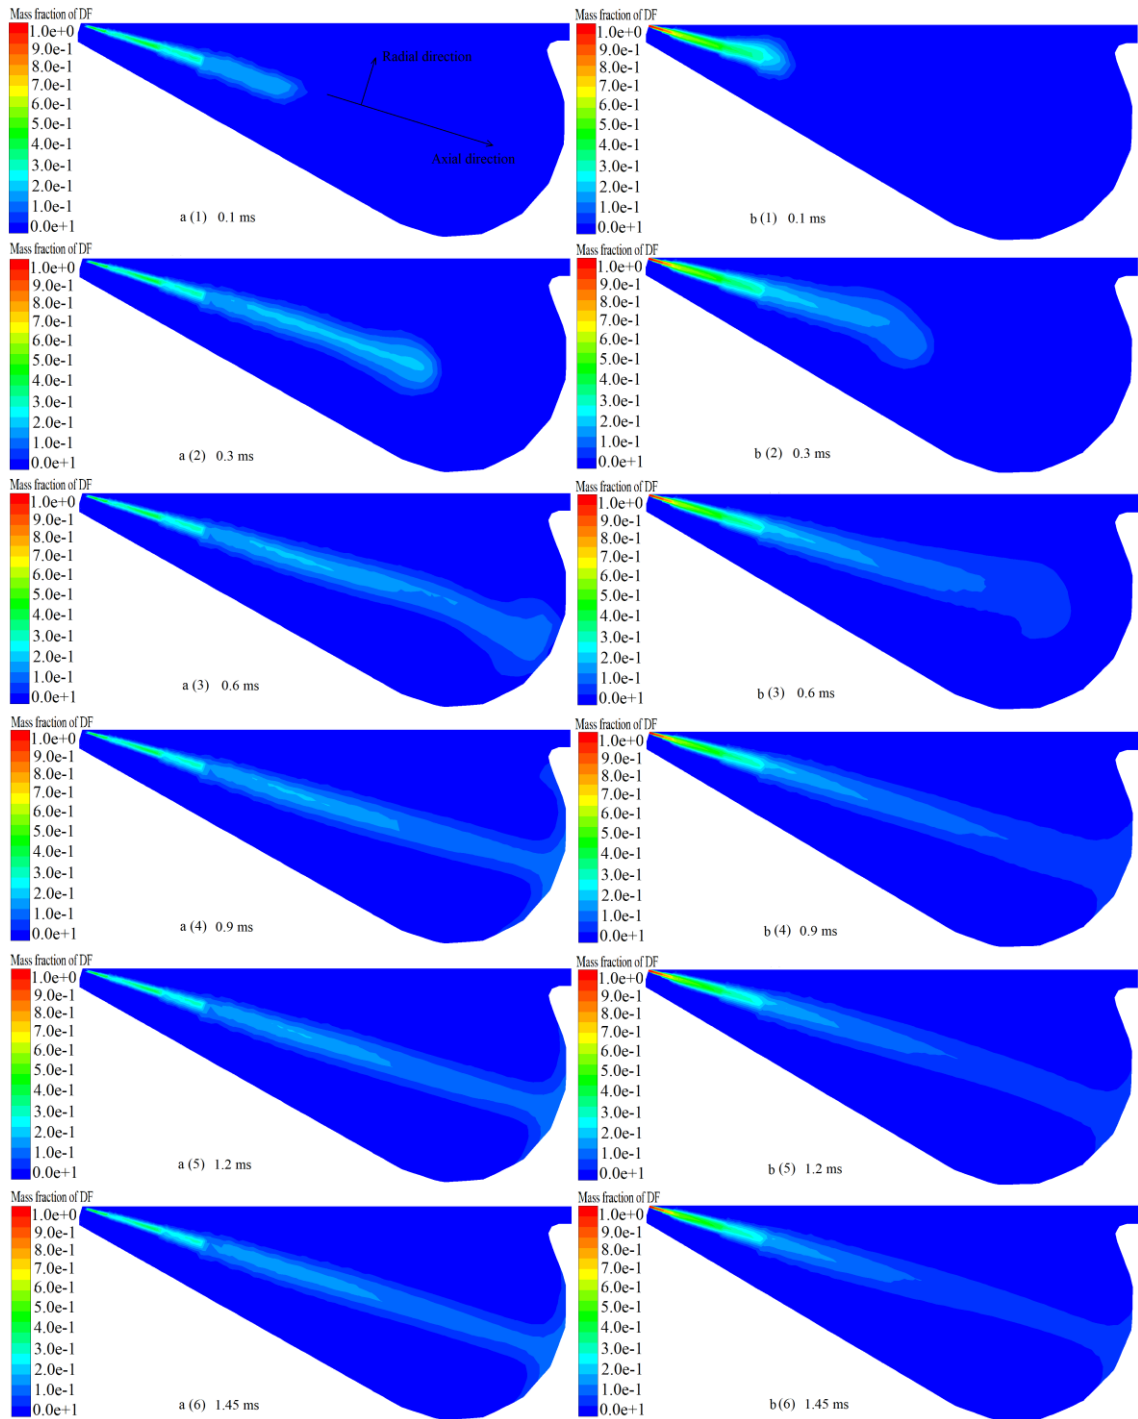 Mass fraction of DF
1.0e+0
9.0e-1
8.0e-1
7.0e-1
6.0e-1
5.0e-1
4.0e-1
3.0e-1
2.0e-1
1.0e-1
0.0e+1
Radial direction
Axial direction
a (1) 0.1 ms
Mass fraction of DF
1.0e+0
9.0e-1
8.0e-1
7.0e-1
6.0e-1
5.0e-1
4.0e-1
3.0e-1
2.0e-1
1.0e-1
0.0e+1
b (1) 0.1 ms
Mass fraction of DF
1.0e+0
9.0e-1
8.0e-1
7.0e-1
6.0e-1
5.0e-1
4.0e-1
3.0e-1
2.0e-1
1.0e-1
0.0e+1
a (2) 0.3 ms
Mass fraction of DF
1.0e+0
9.0e-1
8.0e-1
7.0e-1
6.0e-1
5.0e-1
4.0e-1
3.0e-1
2.0e-1
1.0e-1
0.0e+1
b (2) 0.3 ms
Mass fraction of DF
1.0e+0
9.0e-1
8.0e-1
7.0e-1
6.0e-1
5.0e-1
4.0e-1
3.0e-1
2.0e-1
1.0e-1
0.0e+1
a (3) 0.6 ms
Mass fraction of DF
1.0e+0
9.0e-1
8.0e-1
7.0e-1
6.0e-1
5.0e-1
4.0e-1
3.0e-1
2.0e-1
1.0e-1
0.0e+1
b (3) 0.6 ms
Mass fraction of DF
1.0e+0
9.0e-1
8.0e-1
7.0e-1
6.0e-1
5.0e-1
4.0e-1
3.0e-1
2.0e-1
1.0e-1
0.0e+1
a (4) 0.9 ms
Mass fraction of DF
1.0e+0
9.0e-1
8.0e-1
7.0e-1
6.0e-1
5.0e-1
4.0e-1
3.0e-1
2.0e-1
1.0e-1
0.0e+1
b (4) 0.9 ms
Mass fraction of DF
1.0e+0
9.0e-1
8.0e-1
7.0e-1
6.0e-1
5.0e-1
4.0e-1
3.0e-1
2.0e-1
1.0e-1
0.0e+1
a (5) 1.2 ms
Mass fraction of DF
1.0e+0
9.0e-1
8.0e-1
7.0e-1
6.0e-1
5.0e-1
4.0e-1
3.0e-1
2.0e-1
1.0e-1
0.0e+1
b (5) 1.2 ms
Mass fraction of DF
1.0e+0
9.0e-1
8.0e-1
7.0e-1
6.0e-1
5.0e-1
4.0e-1
3.0e-1
2.0e-1
1.0e-1
0.0e+1
a (6) 1.45 ms
Mass fraction of DF
1.0e+0
9.0e-1
8.0e-1
7.0e-1
6.0e-1
5.0e-1
4.0e-1
3.0e-1
2.0e-1
1.0e-1
0.0e+1
b (6) 1.45 ms